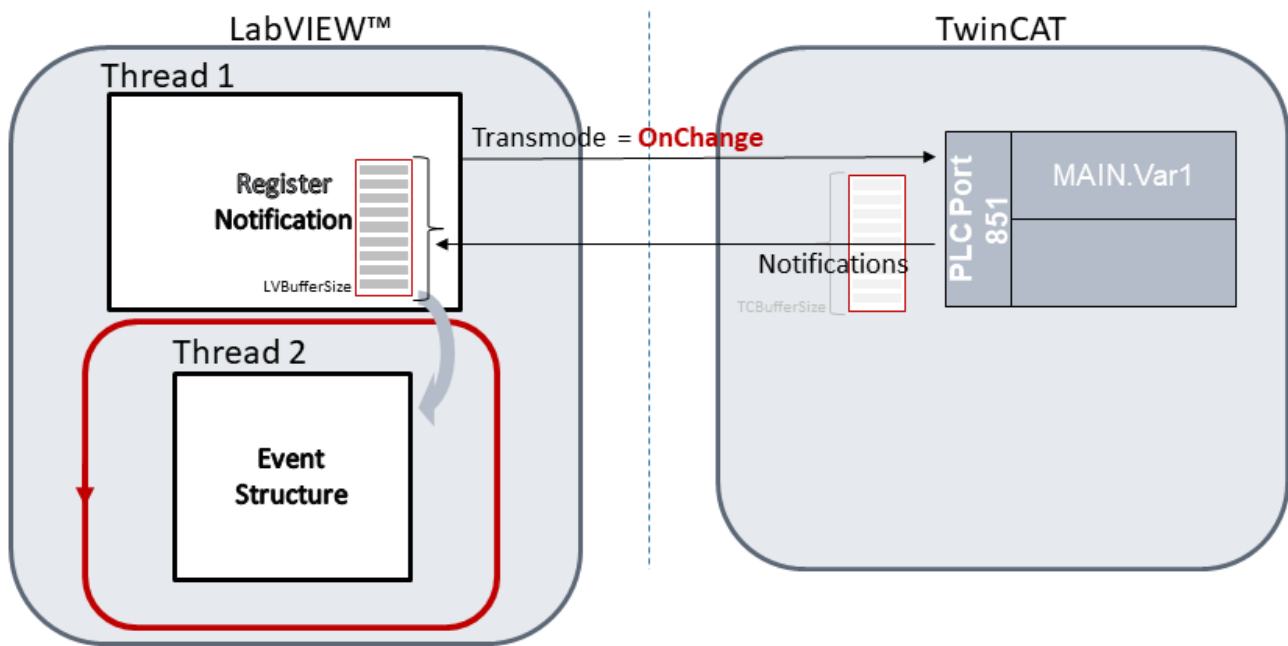 LabVIEW™
TwinCAT
Thread 1
Transmode = OnChange
Register
Notification
LVBufferSize
Notifications
TCBufferSize
PLC Port
851
MAIN.Var1
Thread 2
Event
Structure